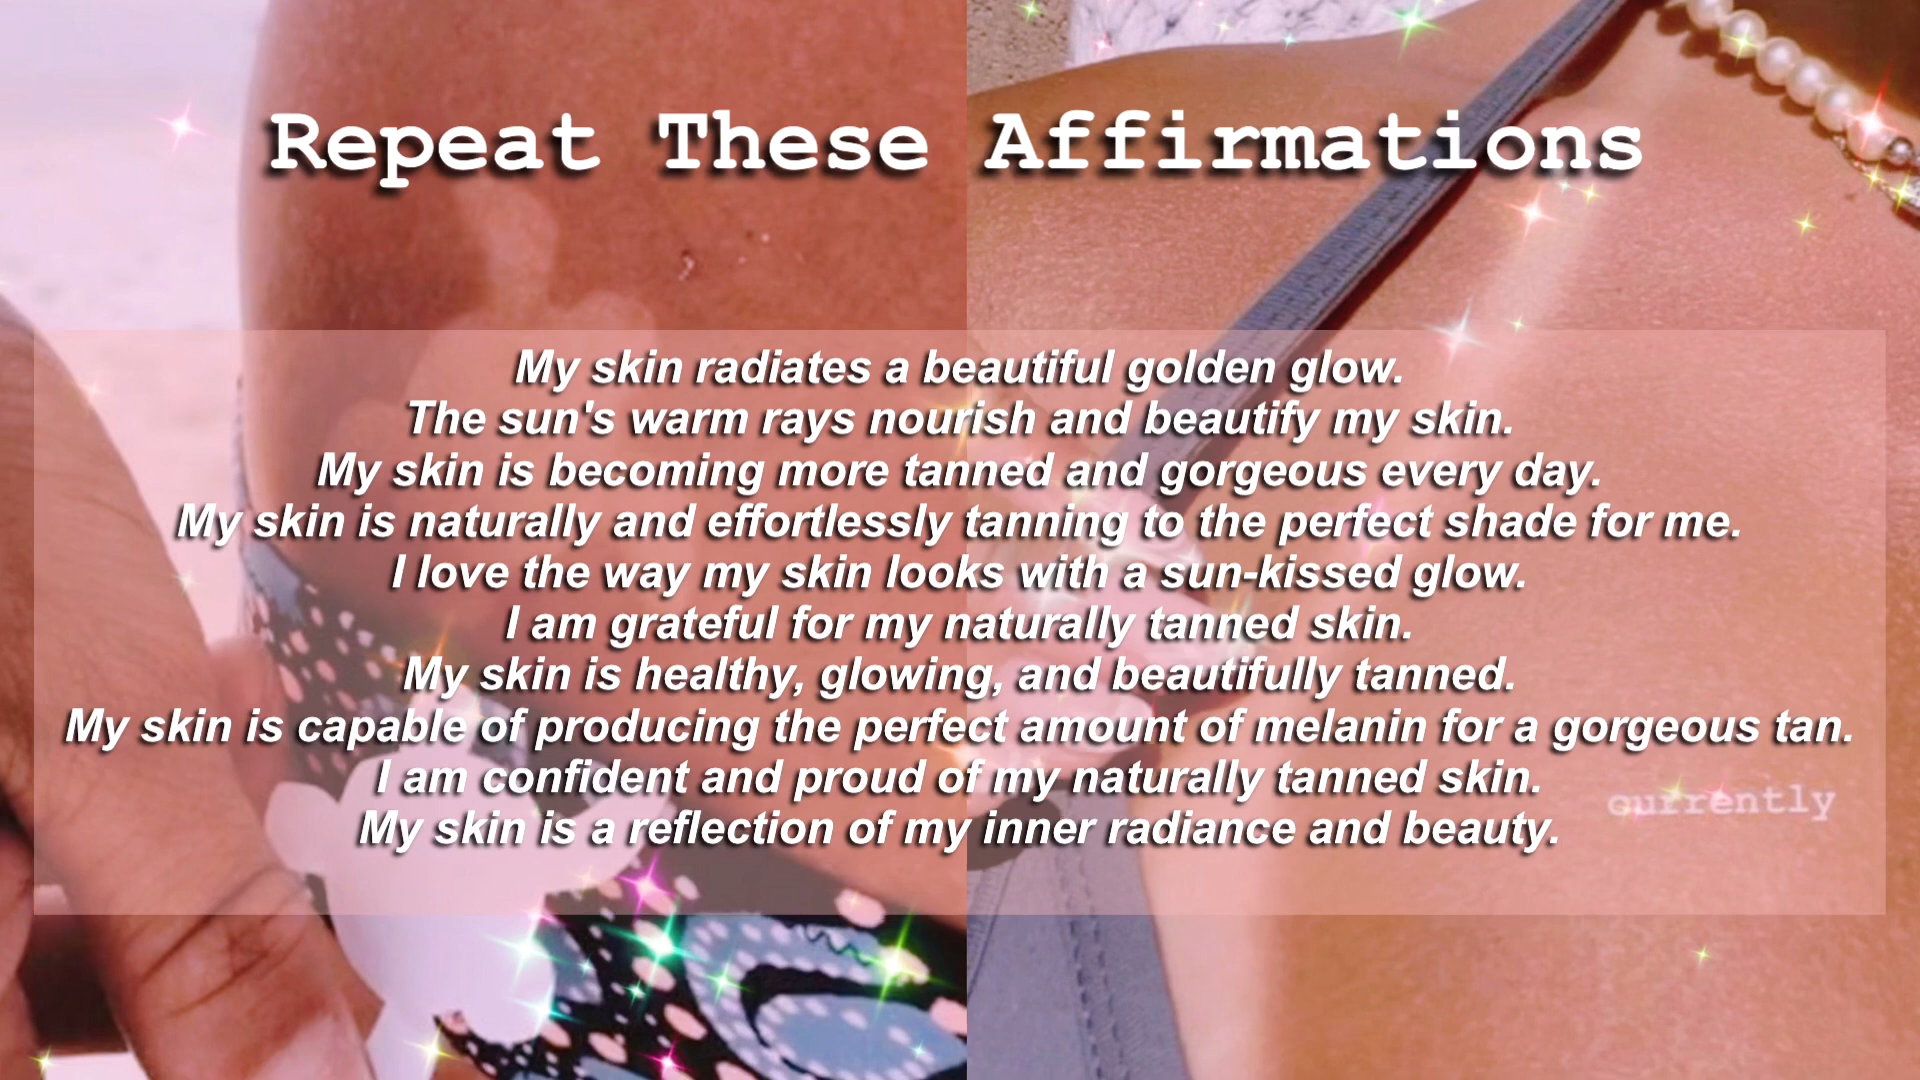 Repeat These Affirmations
My skin radiates a beautiful golden glow.
The sun's warm rays nourish and beautify my skin.
My skin is becoming more tanned and gorgeous every day.
My skin is naturally and effortlessly tanning to the perfect shade for me.
I love the way my skin looks with a sun-kissed glow.
I am grateful for my naturally tanned skin.
My skin is healthy, glowing, and beautifully tanned.
My skin is capable of producing the perfect amount of melanin for a gorgeous tan.
I am confident and proud of my naturally tanned skin.
currently
My skin is a reflection of my inner radiance and beauty.